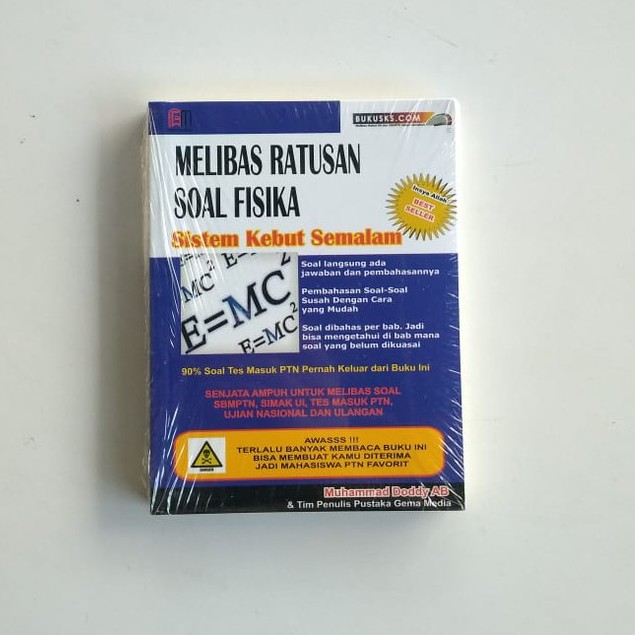 BUKUSKS.COM
MELIBAS RATUSAN
SOAL FISIKA
Insya Allah
BEST
SELLER
Sistem Kebut Semalam
MC²
E=
E=MC²
E=MC²
Soal langsung ada
jawaban dan pembahasannya
Pembahasan Soal-Soal
Susah Dengan Cara
yang Mudah
Soal dibahas per bab. Jadi
bisa mengetahui di bab mana
soal yang belum dikuasai
90% Soal Tes Masuk PTN Pernah Keluar dari Buku Ini
SENJATA AMPUH UNTUK MELIBAS SOAL
SBMPTN, SIMAK UI, TES MASUK PTN,
UJIAN NASIONAL DAN ULANGAN
AWASSS !!!
TERLALU BANYAK MEMBACA BUKU INI
BISA MEMBUAT KAMU DITERIMA
JADI MAHASISWA PTN FAVORIT
DANGER
Muhammad Doddy AB
& Tim Penulis Pustaka Gema Media